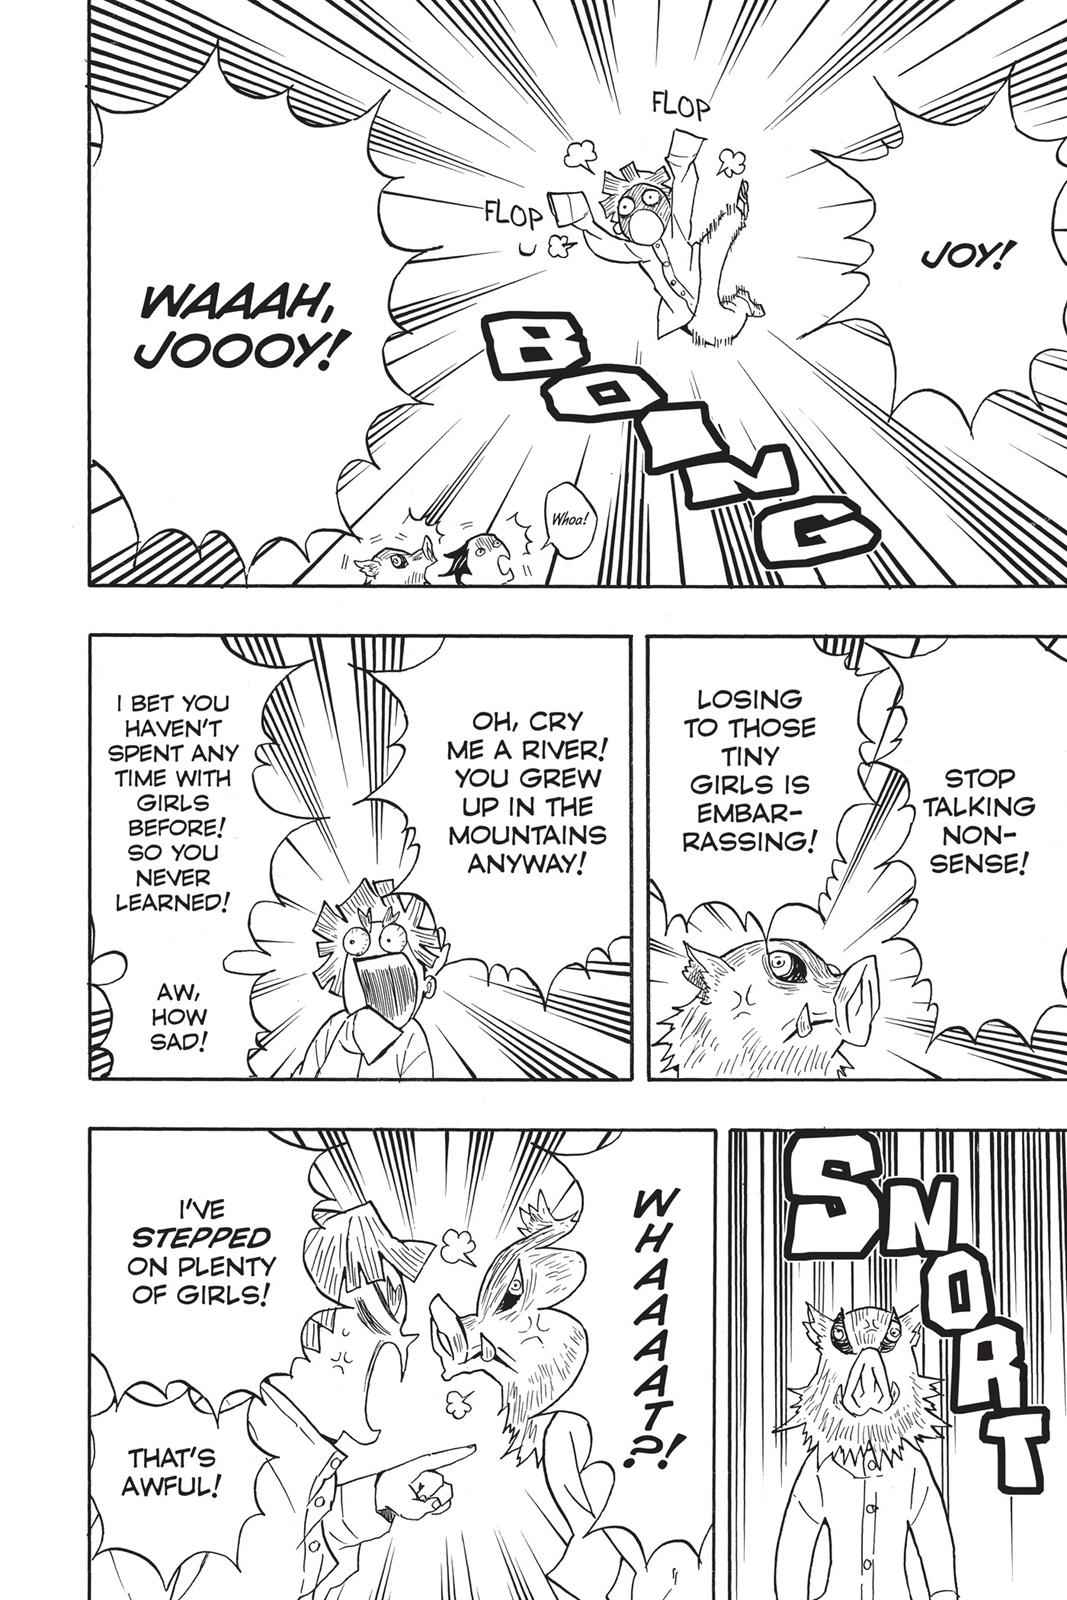 FLOP
JOY!
FLOP
BOING
WAAAH,
JOOOY!
Whoa!
STOP
TALKING
NON-
SENSE!
LOSING
TO THOSE
TINY
GIRLS IS
EMBAR-
RASSING!
OH, CRY
ME A RIVER!
YOU GREW
UP IN THE
MOUNTAINS
ANYWAY!
I BET YOU
HAVEN'T
SPENT ANY
TIME WITH
GIRLS
BEFORE!
SO YOU
NEVER
LEARNED!
AW,
HOW
SAD!
SNORT
WHAAAAT?!
I'VE
STEPPED
ON PLENTY
OF GIRLS!
THAT'S
AWFUL!